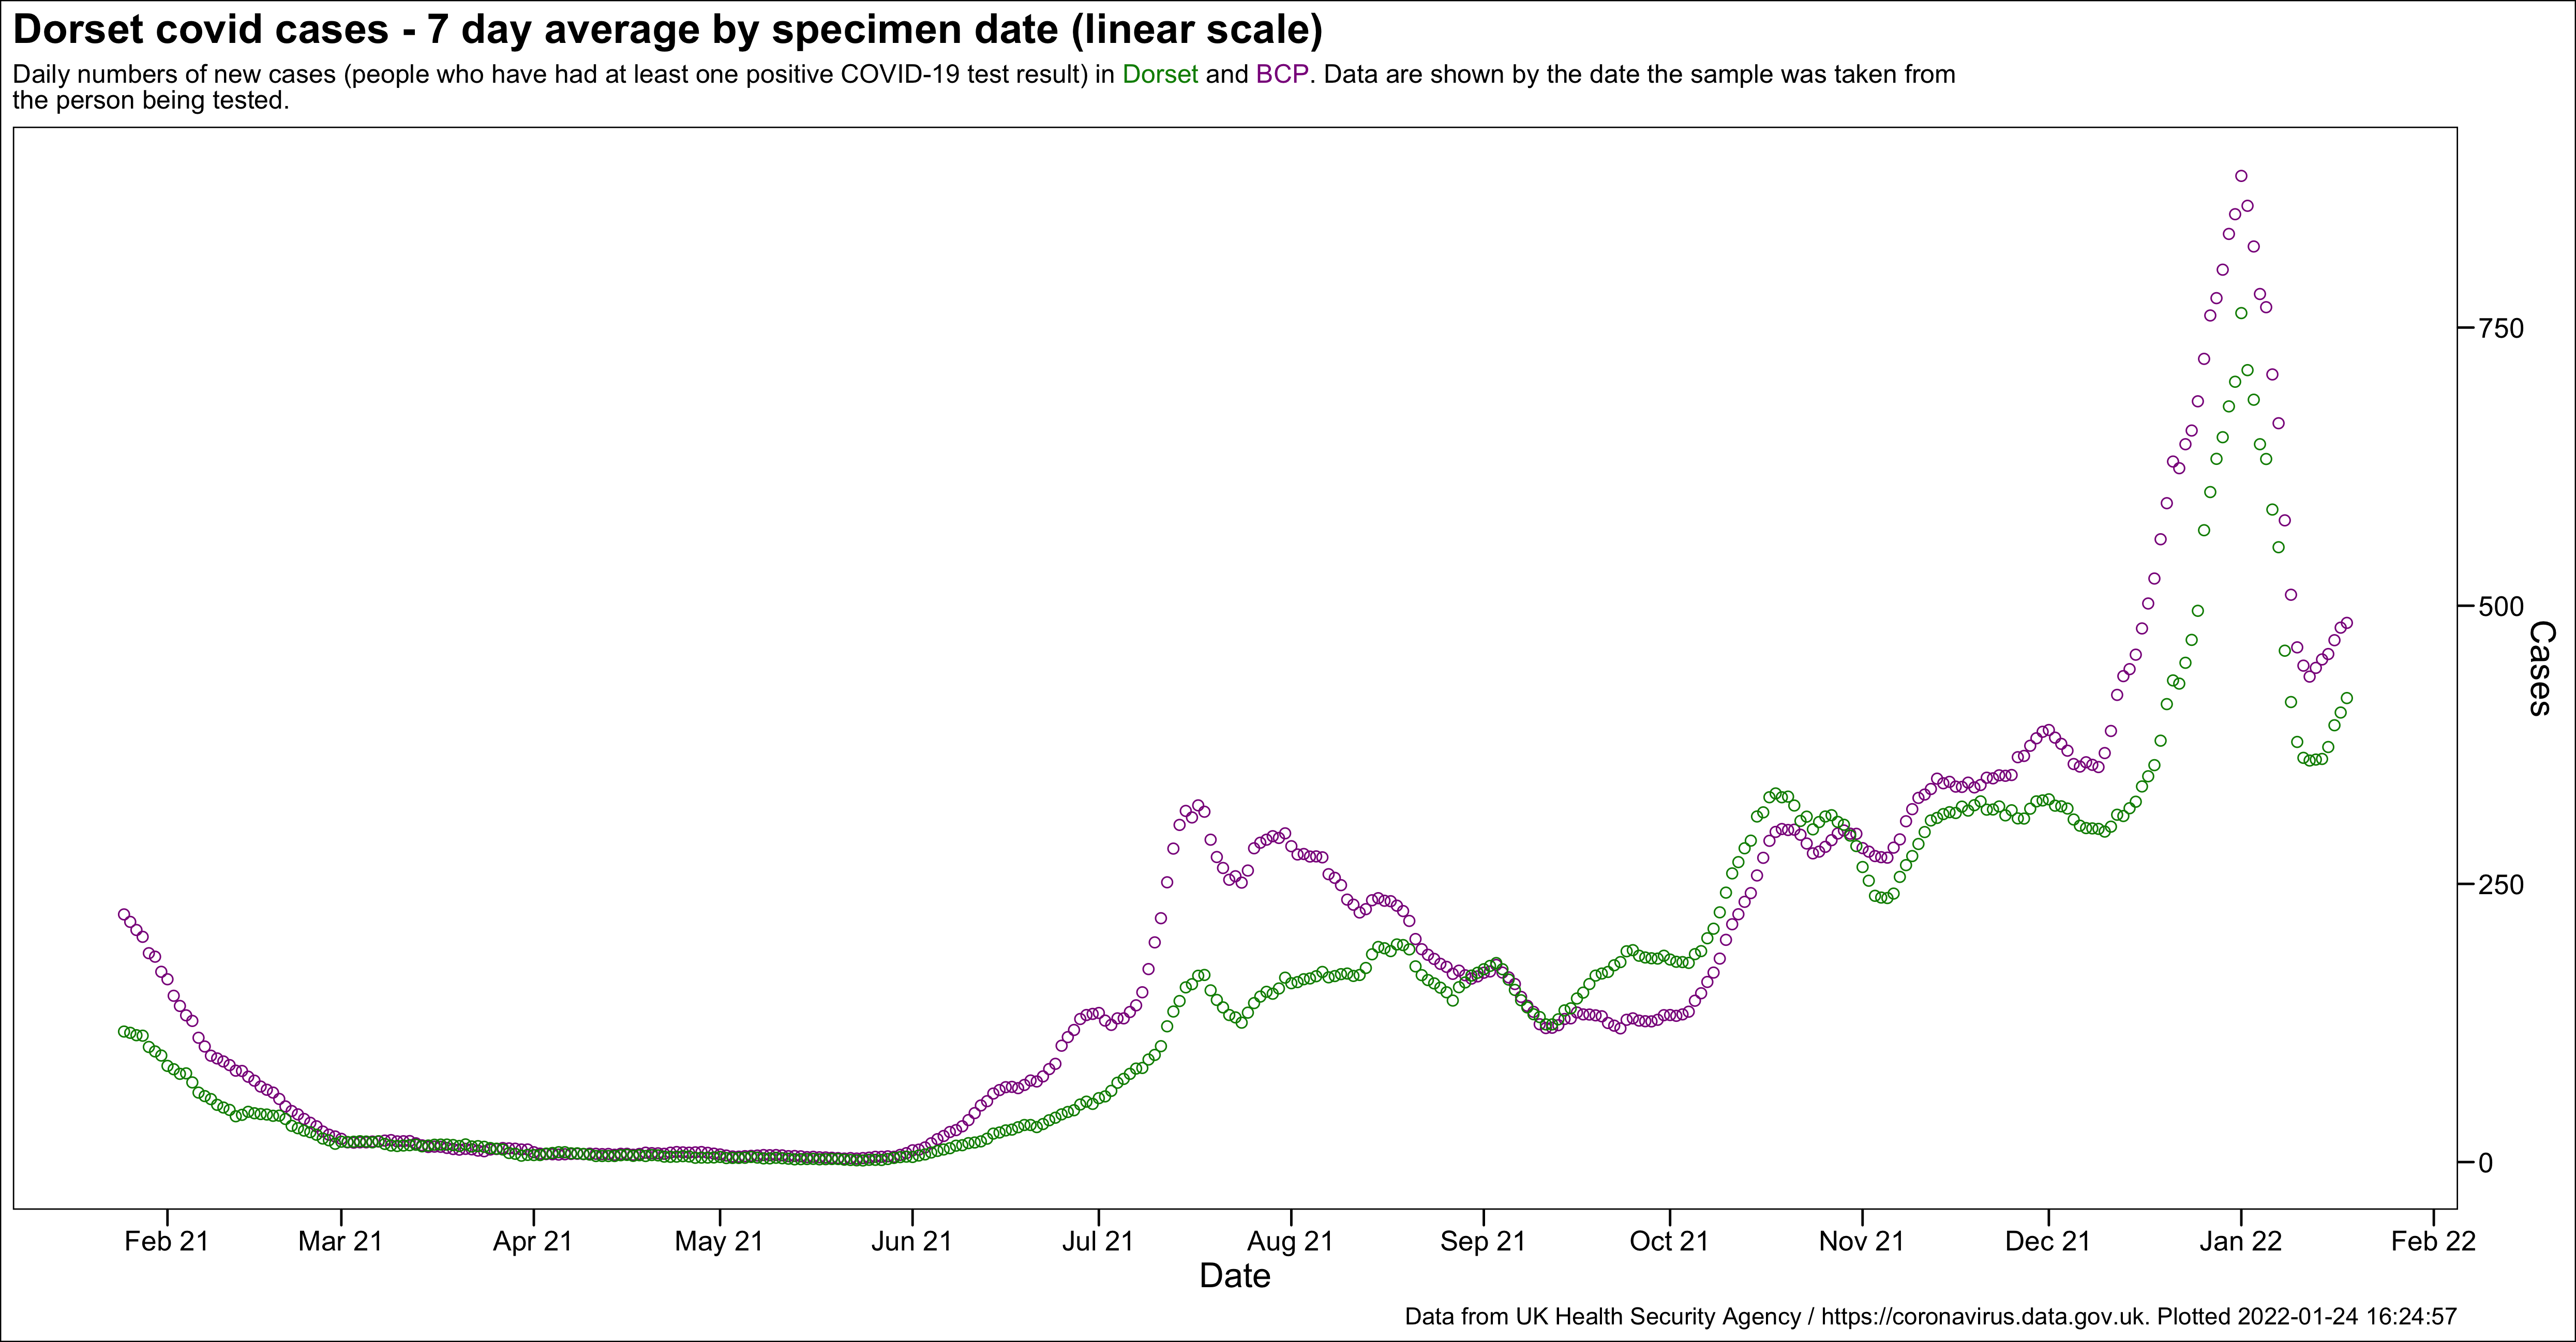 Dorset covid cases - 7 day average by specimen date (linear scale)
Daily numbers of new cases (people who have had at least one positive COVID-19 test result) in Dorset and BCP. Data are shown by the date the sample was taken from
the person being tested.
750
500
250
0
Cases
Feb 21 Mar 21 Apr 21 May 21 Jun 21 Jul 21 Aug 21 Sep 21 Oct 21 Nov 21 Dec 21 Jan 22 Feb 22
Date
Data from UK Health Security Agency / https://coronavirus.data.gov.uk. Plotted 2022-01-24 16:24:57